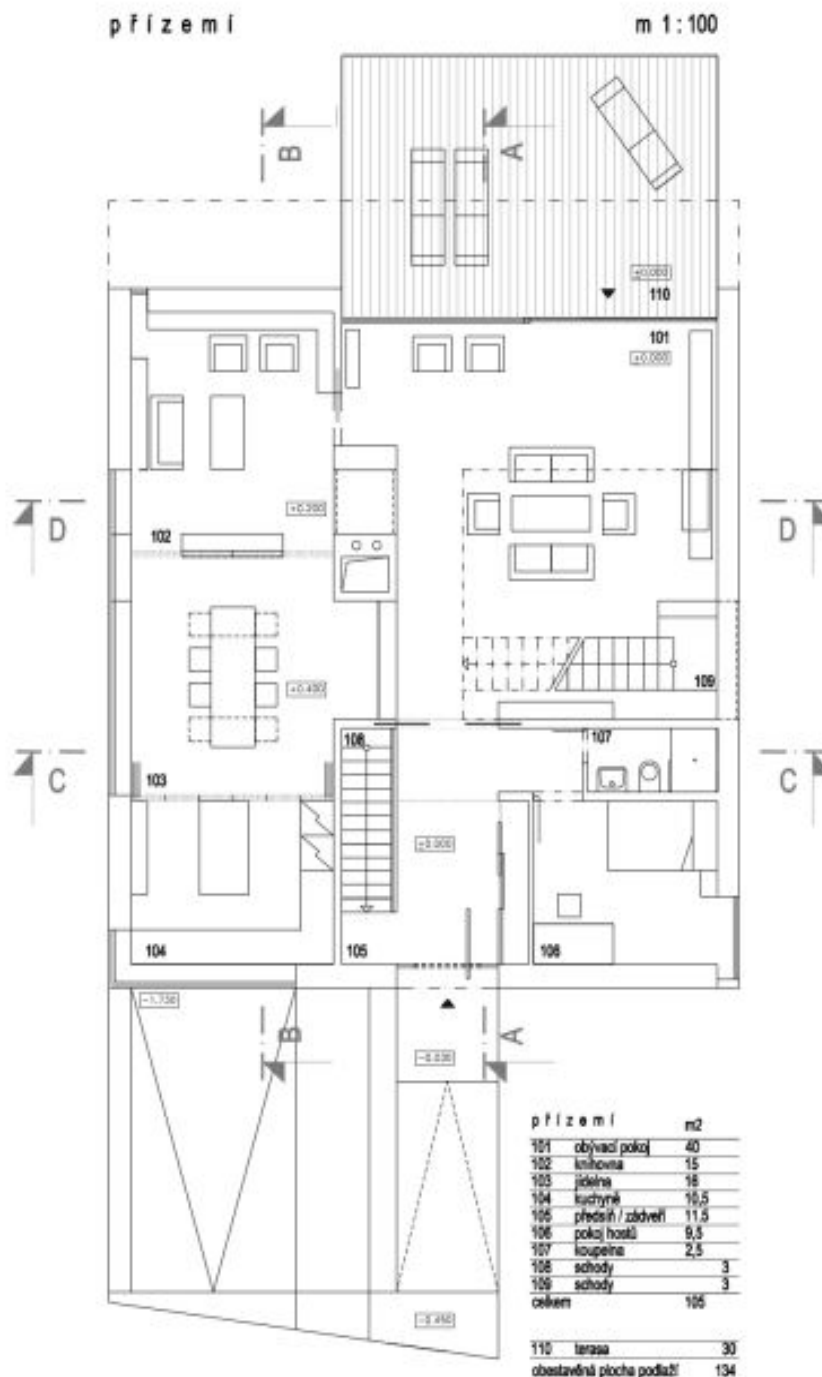 přízemí m 1:100
B A
±0.000
110
101
±0.000
D +0.200 D
102
+0.400
109
108 107
C C
103
±0.000
104 105 106
-1.730
B A
-0.030
přízemí m2
101 obývací pokoj 40
102 knihovna 15
103 jídelna 16
104 kuchyně 10,5
105 předsíň / zádveří 11,5
106 pokoj hostů 9,5
107 koupelna 2,5
108 schody 3
109 schody 3
celkem 105
-0.450
110 terasa 30
obestavěná plocha podlaží 134